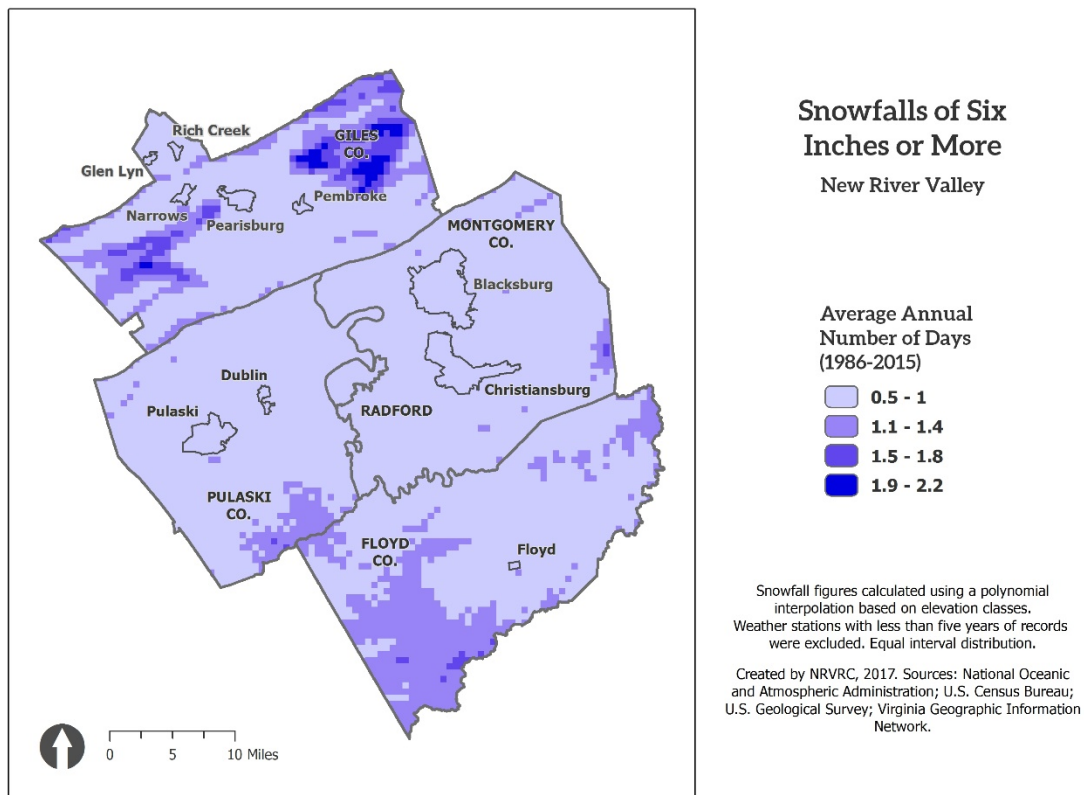 Snowfalls of Six
Inches or More
New River Valley
Rich Creek
Glen Lyn
GILES
CO.
Narrows
Pearisburg
Pembroke
MONTGOMERY
CO.
Blacksburg
Christiansburg
Dublin
Pulaski
RADFORD
PULASKI
CO.
FLOYD
CO.
Floyd
0 5 10 Miles
Average Annual
Number of Days
(1986-2015)
0.5 - 1
1.1 - 1.4
1.5 - 1.8
1.9 - 2.2
Snowfall figures calculated using a polynomial
interpolation based on elevation classes.
Weather stations with less than five years of records
were excluded. Equal interval distribution.
Created by NRVRC, 2017. Sources: National Oceanic
and Atmospheric Administration; U.S. Census Bureau;
U.S. Geological Survey; Virginia Geographic Information
Network.